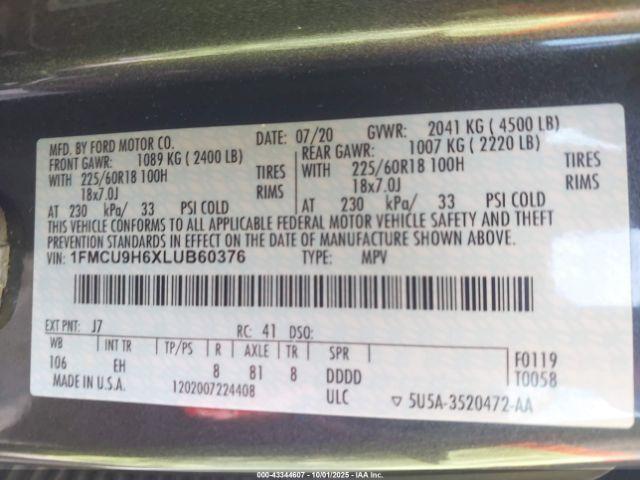 MFD. BY FORD MOTOR CO. DATE: 07/20 GVWR: 2041 KG ( 4500 LB)
FRONT GAWR: 1089 KG ( 2400 LB) REAR GAWR: 1007 KG ( 2220 LB)
WITH 225/60R18 100H TIRES WITH 225/60R18 100H TIRES
18x7.0J RIMS 18x7.0J RIMS
AT 230 kPa/ 33 PSI COLD AT 230 kPa/ 33 PSI COLD
THIS VEHICLE CONFORMS TO ALL APPLICABLE FEDERAL MOTOR VEHICLE SAFETY AND THEFT
PREVENTION STANDARDS IN EFFECT ON THE DATE OF MANUFACTURE SHOWN ABOVE.
VIN: 1FMCU9H6XLUB60376 TYPE: MPV
EXT PNT: J7 RC: 41 DSO:
WB INT TR TP/PS R AXLE TR SPR
106 EH 8 81 8 DDDD F0119
MADE IN U.S.A. 1202007224408 ULC T0058
▽ 5U5A-3520472-AA
000-43344607 - 10/01/2025 - IAA Inc.